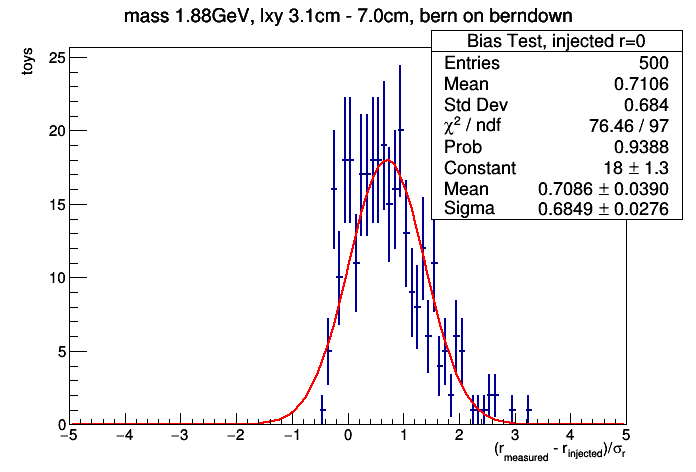 mass 1.88GeV, lxy 3.1cm - 7.0cm, bern on berndown
Bias Test, injected r=0
Entries 500
Mean 0.7106
Std Dev 0.684
χ² / ndf 76.46 / 97
Prob 0.9388
Constant 18 ± 1.3
Mean 0.7086 ± 0.0390
Sigma 0.6849 ± 0.0276
toys
25
20
15
10
5
0
−5 −4 −3 −2 −1 0 1 2 3 4 5
(r_measured - r_injected)/σ_r